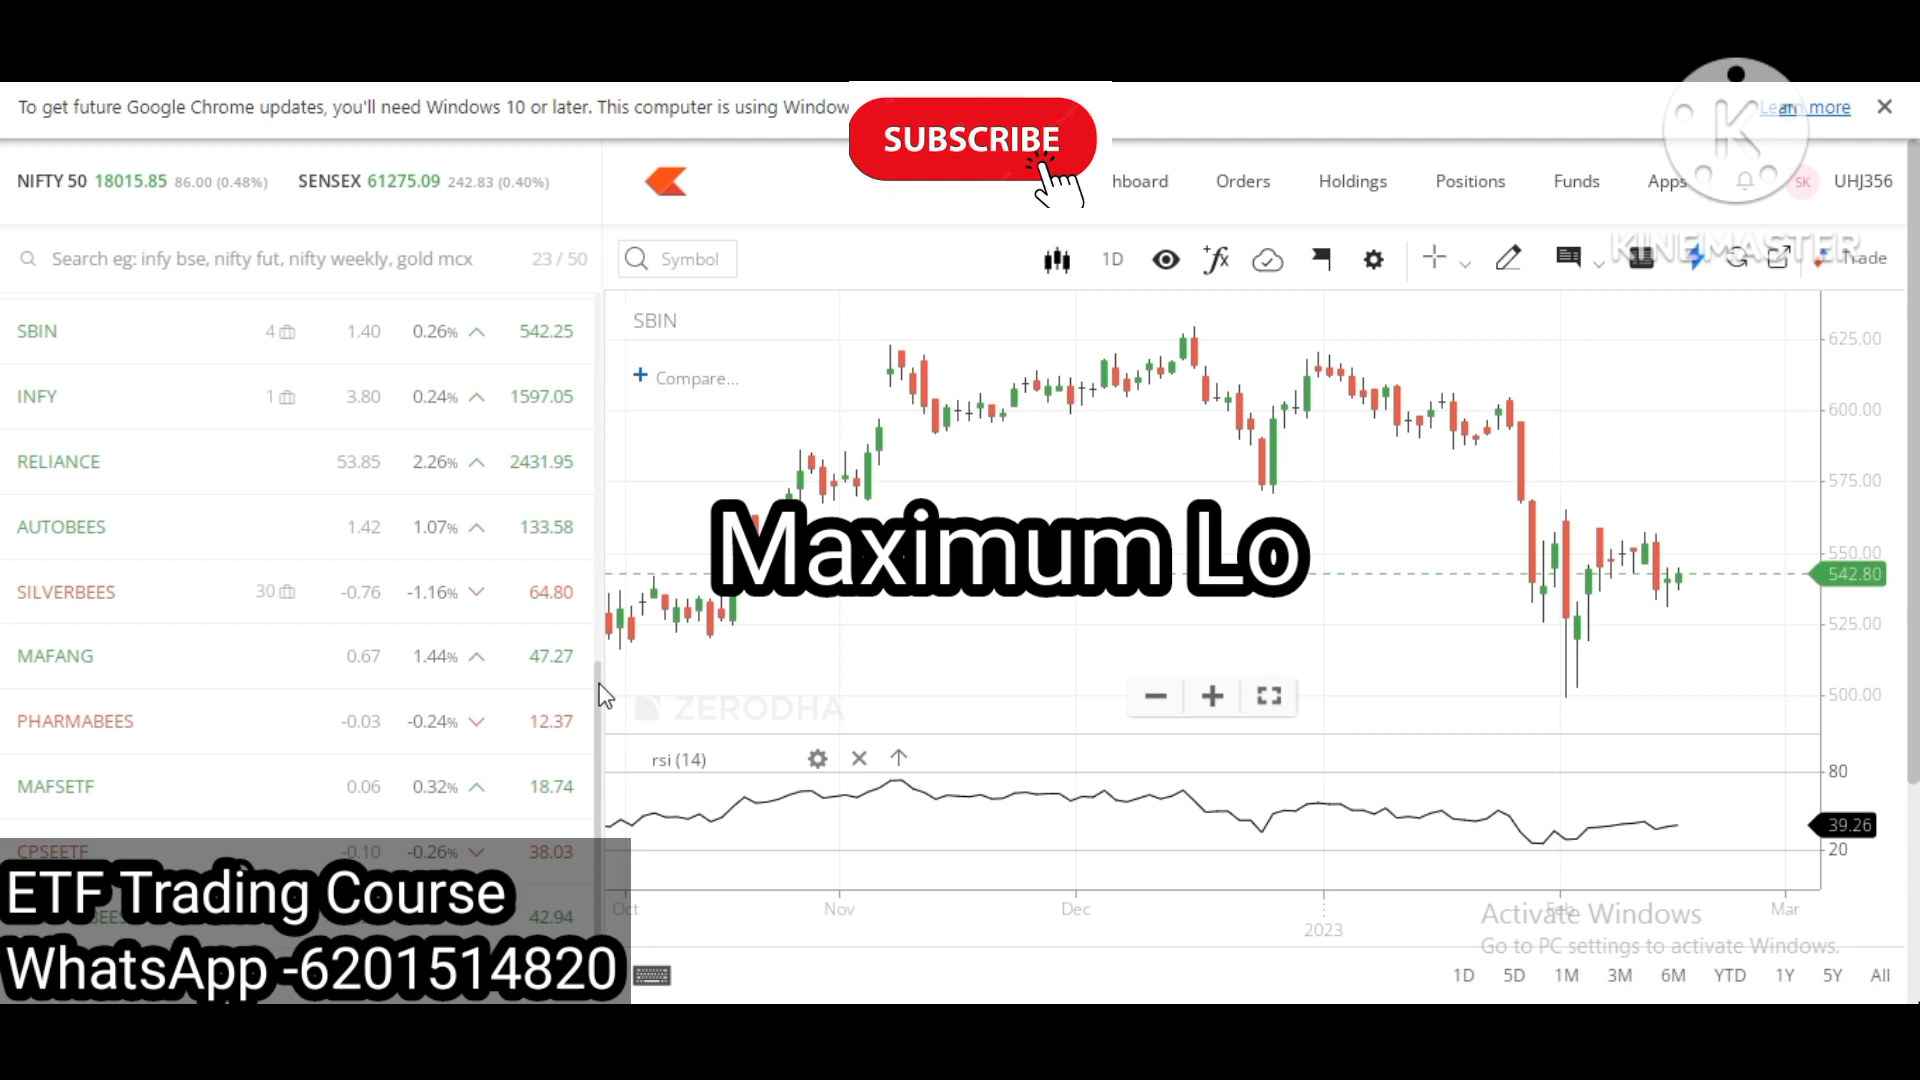 To get future Google Chrome updates, you'll need Windows 10 or later. This computer is using Window
Learn more
SUBSCRIBE
NIFTY 50 18015.85 86.00 (0.48%) SENSEX 61275.09 242.83 (0.40%)
hboard Orders Holdings Positions Funds Apps SK UHJ356
KINEMASTER
Search eg: infy bse, nifty fut, nifty weekly, gold mcx 23 / 50
Symbol 1D Trade
SBIN 4 1.40 0.26% 542.25
INFY 1 3.80 0.24% 1597.05
RELIANCE 53.85 2.26% 2431.95
AUTOBEES 1.42 1.07% 133.58
SILVERBEES 30 -0.76 -1.16% 64.80
MAFANG 0.67 1.44% 47.27
PHARMABEES -0.03 -0.24% 12.37
MAFSETF 0.06 0.32% 18.74
CPSEETF -0.10 -0.26% 38.03
42.94
ETF Trading Course
WhatsApp -6201514820
SBIN
Compare...
Maximum Lo
625.00
600.00
575.00
550.00
542.80
525.00
500.00
ZERODHA
rsi (14)
80
39.26
20
Oct Nov Dec 2023 Feb Mar
Activate Windows
Go to PC settings to activate Windows.
1D 5D 1M 3M 6M YTD 1Y 5Y All